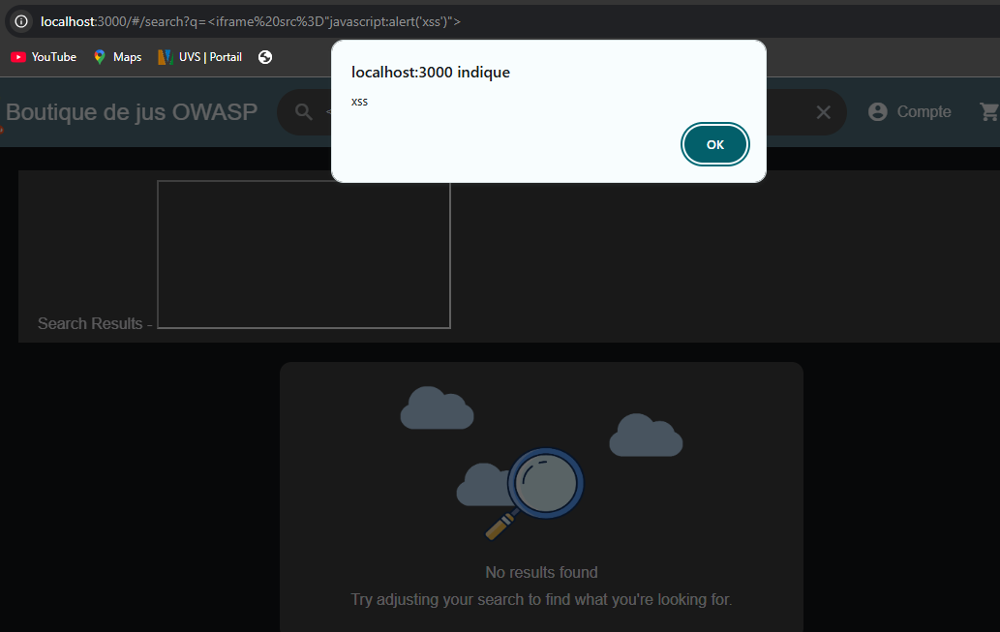 localhost:3000/#/search?q=<iframe%20src%3D"javascript:alert('xss')">
YouTube Maps UVS | Portail
localhost:3000 indique
xss
OK
Boutique de jus OWASP < Compte
Search Results -
No results found
Try adjusting your search to find what you're looking for.